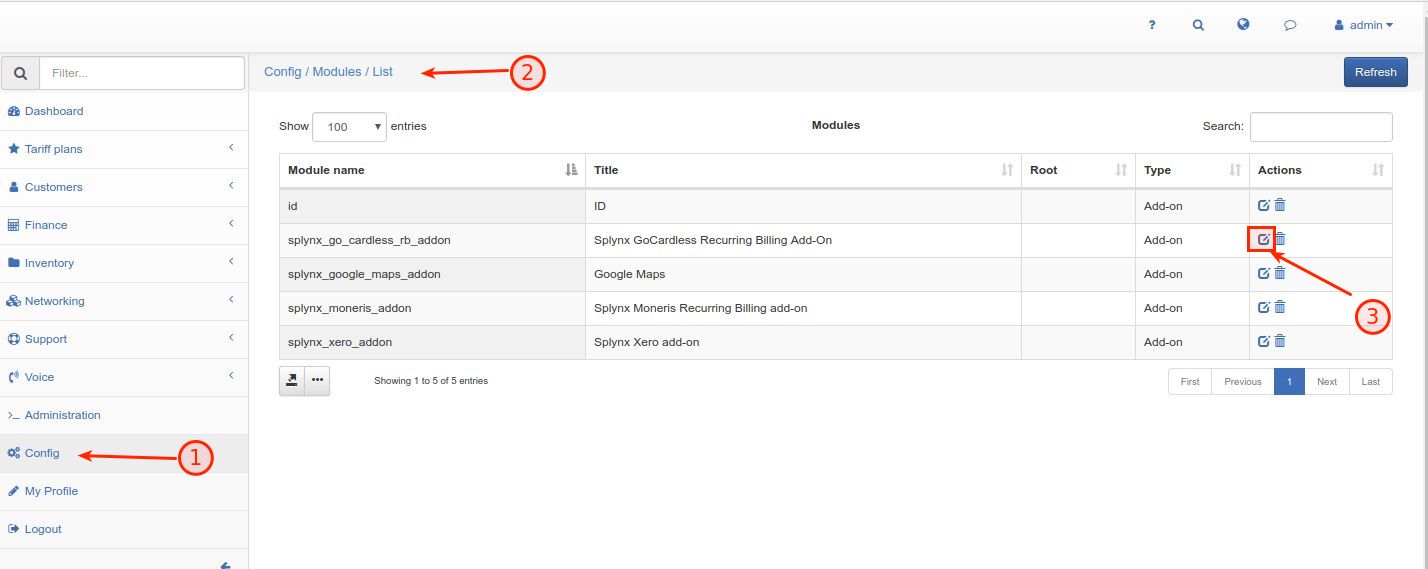 ? admin
Filter...
Config / Modules / List
2
Refresh
Dashboard
Tariff plans
Customers
Finance
Inventory
Networking
Support
Voice
Administration
Config
1
My Profile
Logout
Show 100 entries
Modules
Search:
Module name Title Root Type Actions
id ID Add-on
splynx_go_cardless_rb_addon Splynx GoCardless Recurring Billing Add-On Add-on
splynx_google_maps_addon Google Maps Add-on
splynx_moneris_addon Splynx Moneris Recurring Billing add-on Add-on
3
splynx_xero_addon Splynx Xero add-on Add-on
Showing 1 to 5 of 5 entries
First Previous 1 Next Last